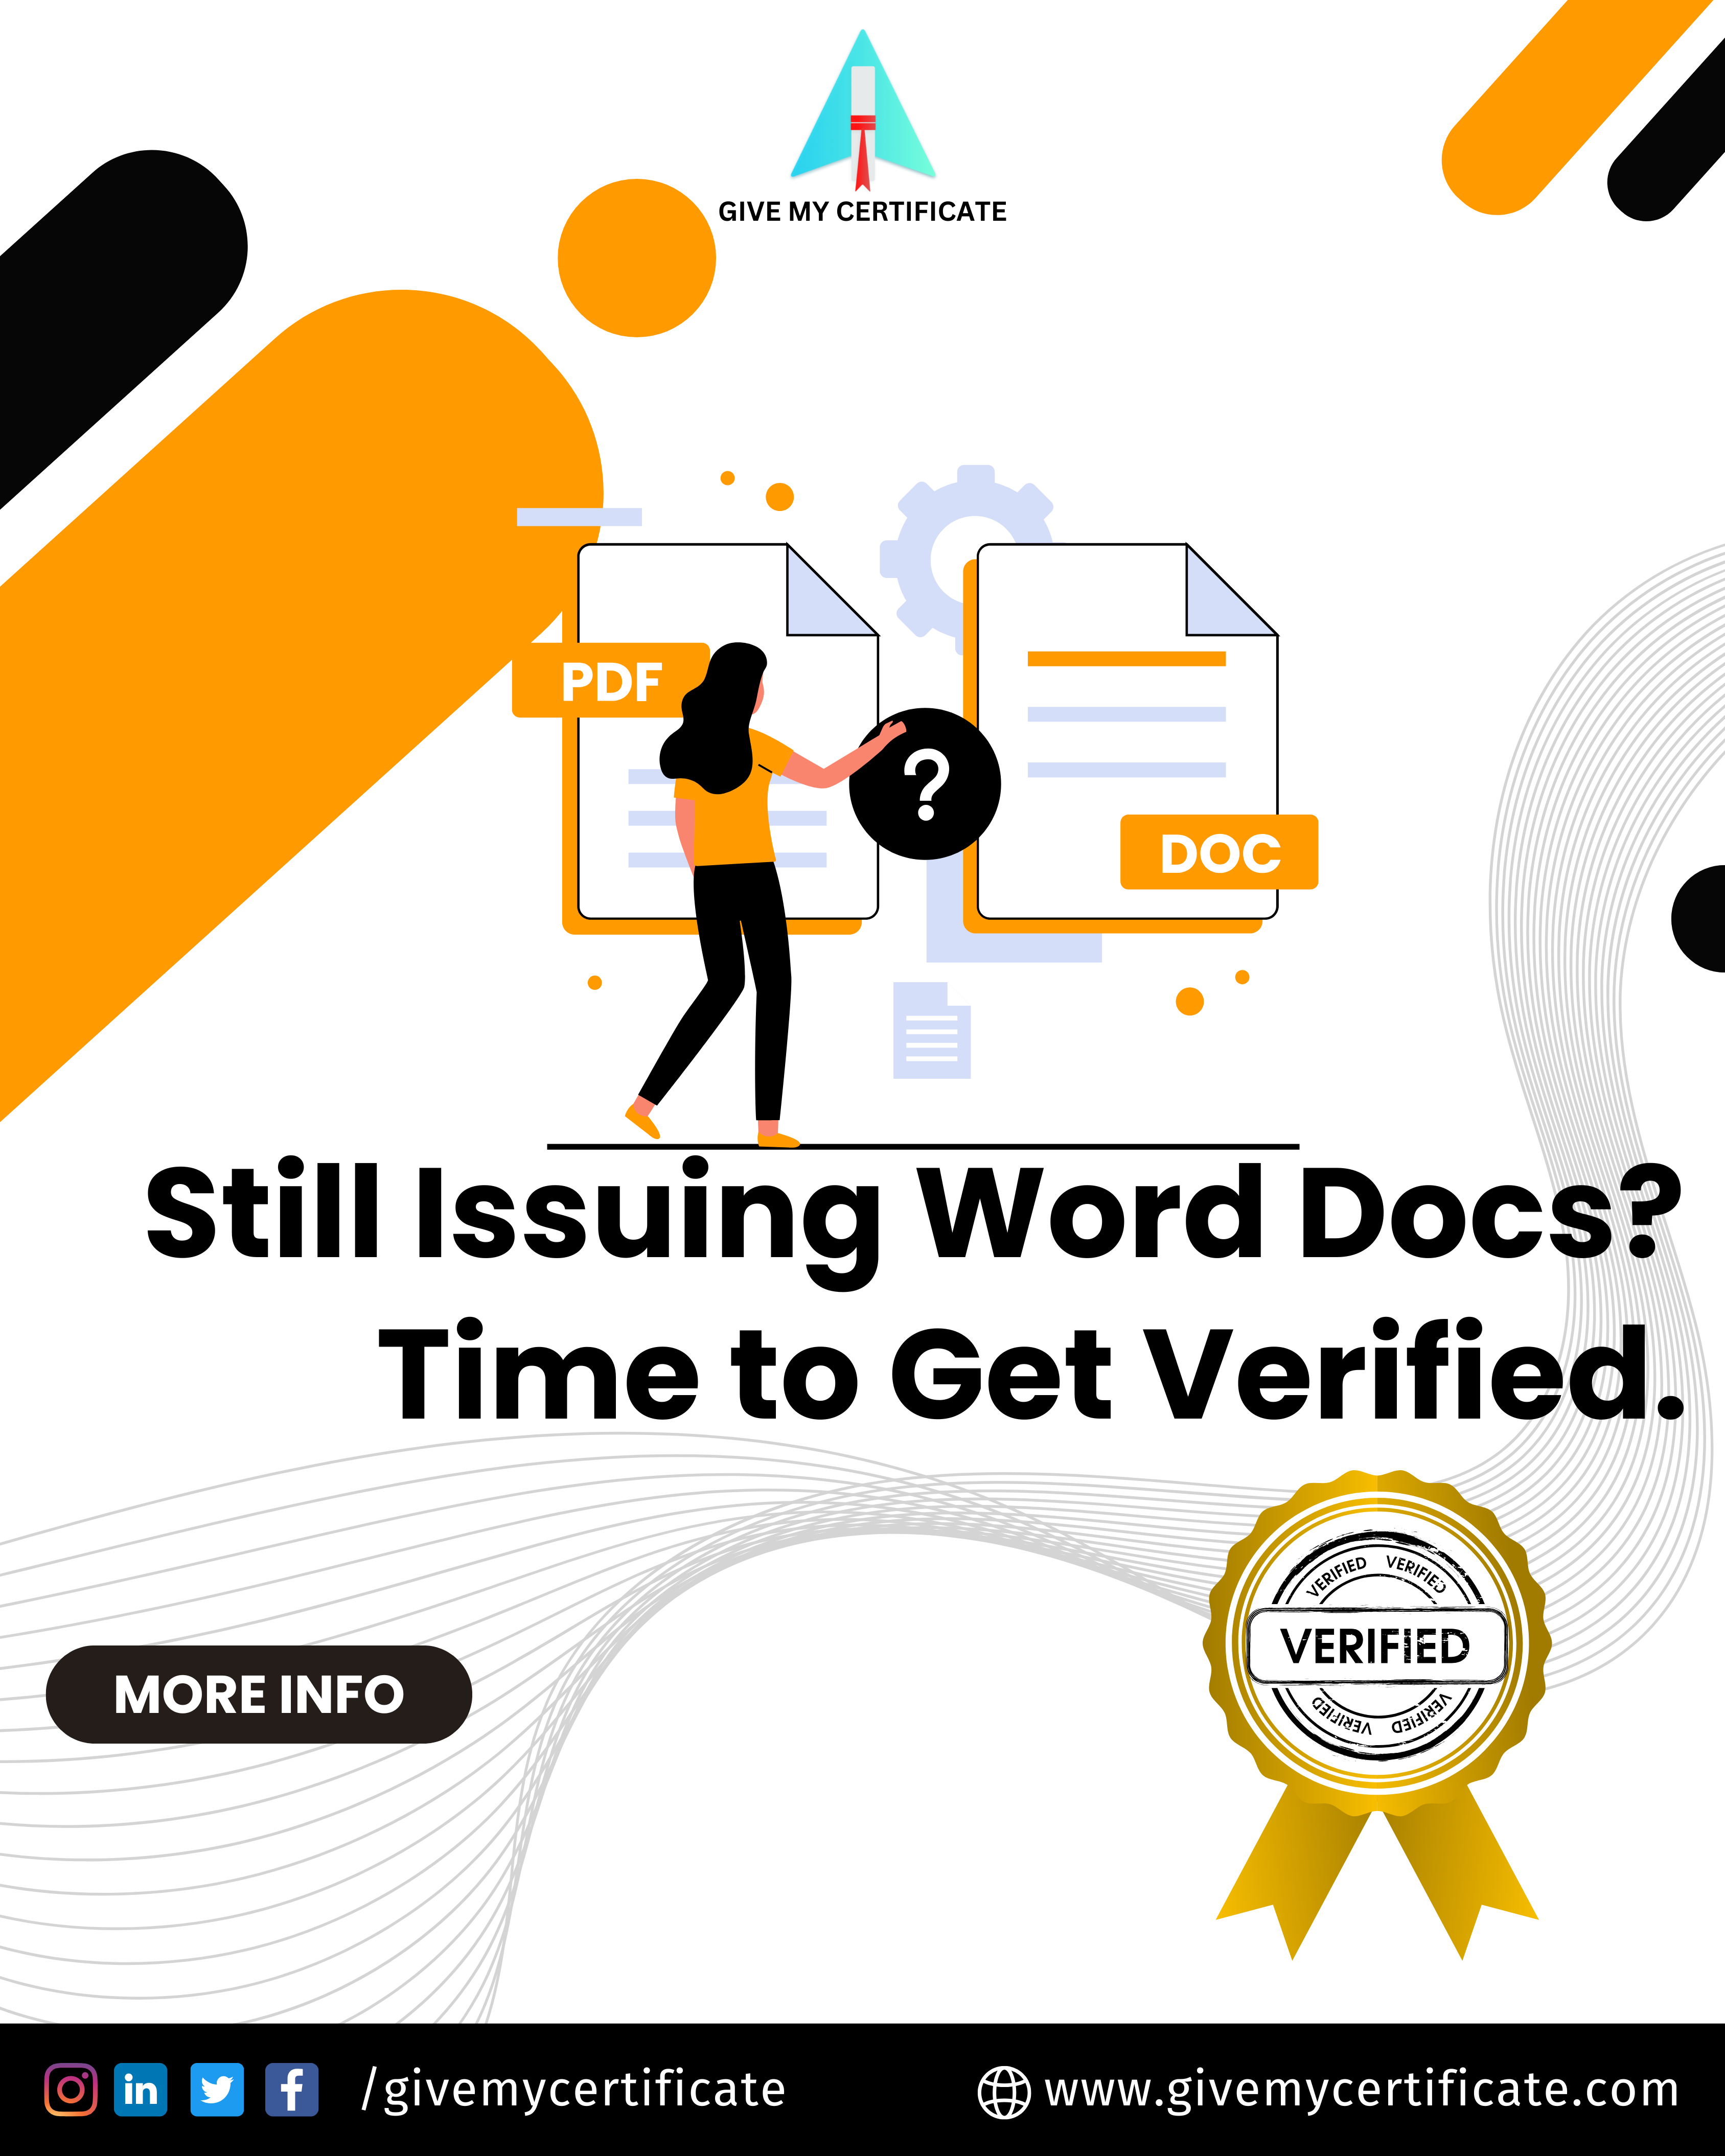 GIVE MY CERTIFICATE
PDF
?
DOC
Still Issuing Word Docs?
Time to Get Verified.
VERIFIED VERIFIED
VERIFIED
VERIFIED VERIFIED
MORE INFO
in
f
/givemycertificate
www.givemycertificate.com